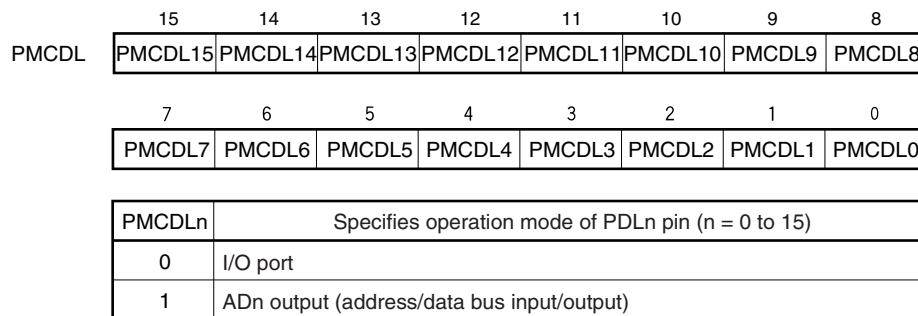 15 14 13 12 11 10 9 8
PMCDL PMCDL15 PMCDL14 PMCDL13 PMCDL12 PMCDL11 PMCDL10 PMCDL9 PMCDL8
7 6 5 4 3 2 1 0
PMCDL7 PMCDL6 PMCDL5 PMCDL4 PMCDL3 PMCDL2 PMCDL1 PMCDL0
PMCDLn Specifies operation mode of PDLn pin (n = 0 to 15)
0 I/O port
1 ADn output (address/data bus input/output)